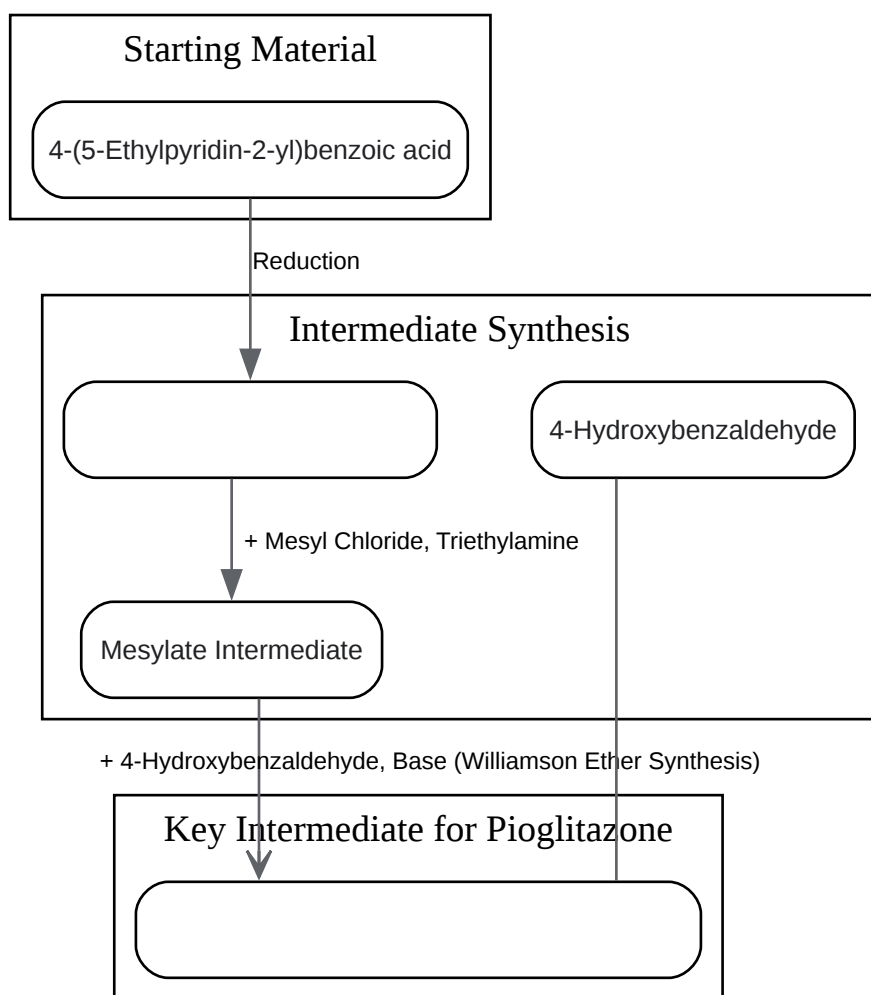 Starting Material
4-(5-Ethylpyridin-2-yl)benzoic acid
Reduction
Intermediate Synthesis
4-Hydroxybenzaldehyde
+ Mesyl Chloride, Triethylamine
Mesylate Intermediate
+ 4-Hydroxybenzaldehyde, Base (Williamson Ether Synthesis)
Key Intermediate for Pioglitazone